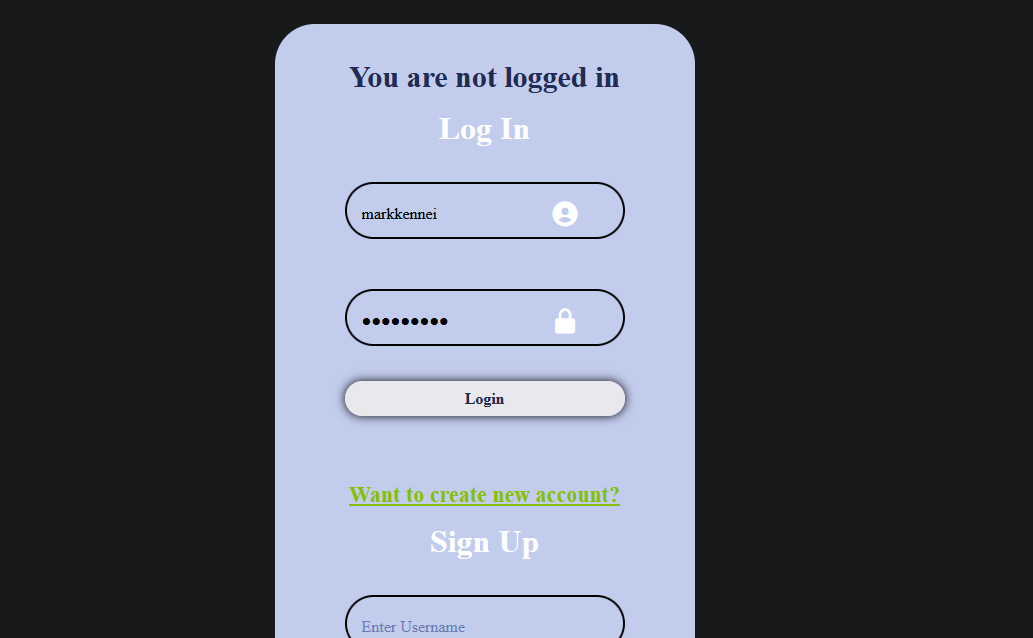 You are not logged in
Log In
markkennei
●●●●●●●●●
Login
Want to create new account?
Sign Up
Enter Username